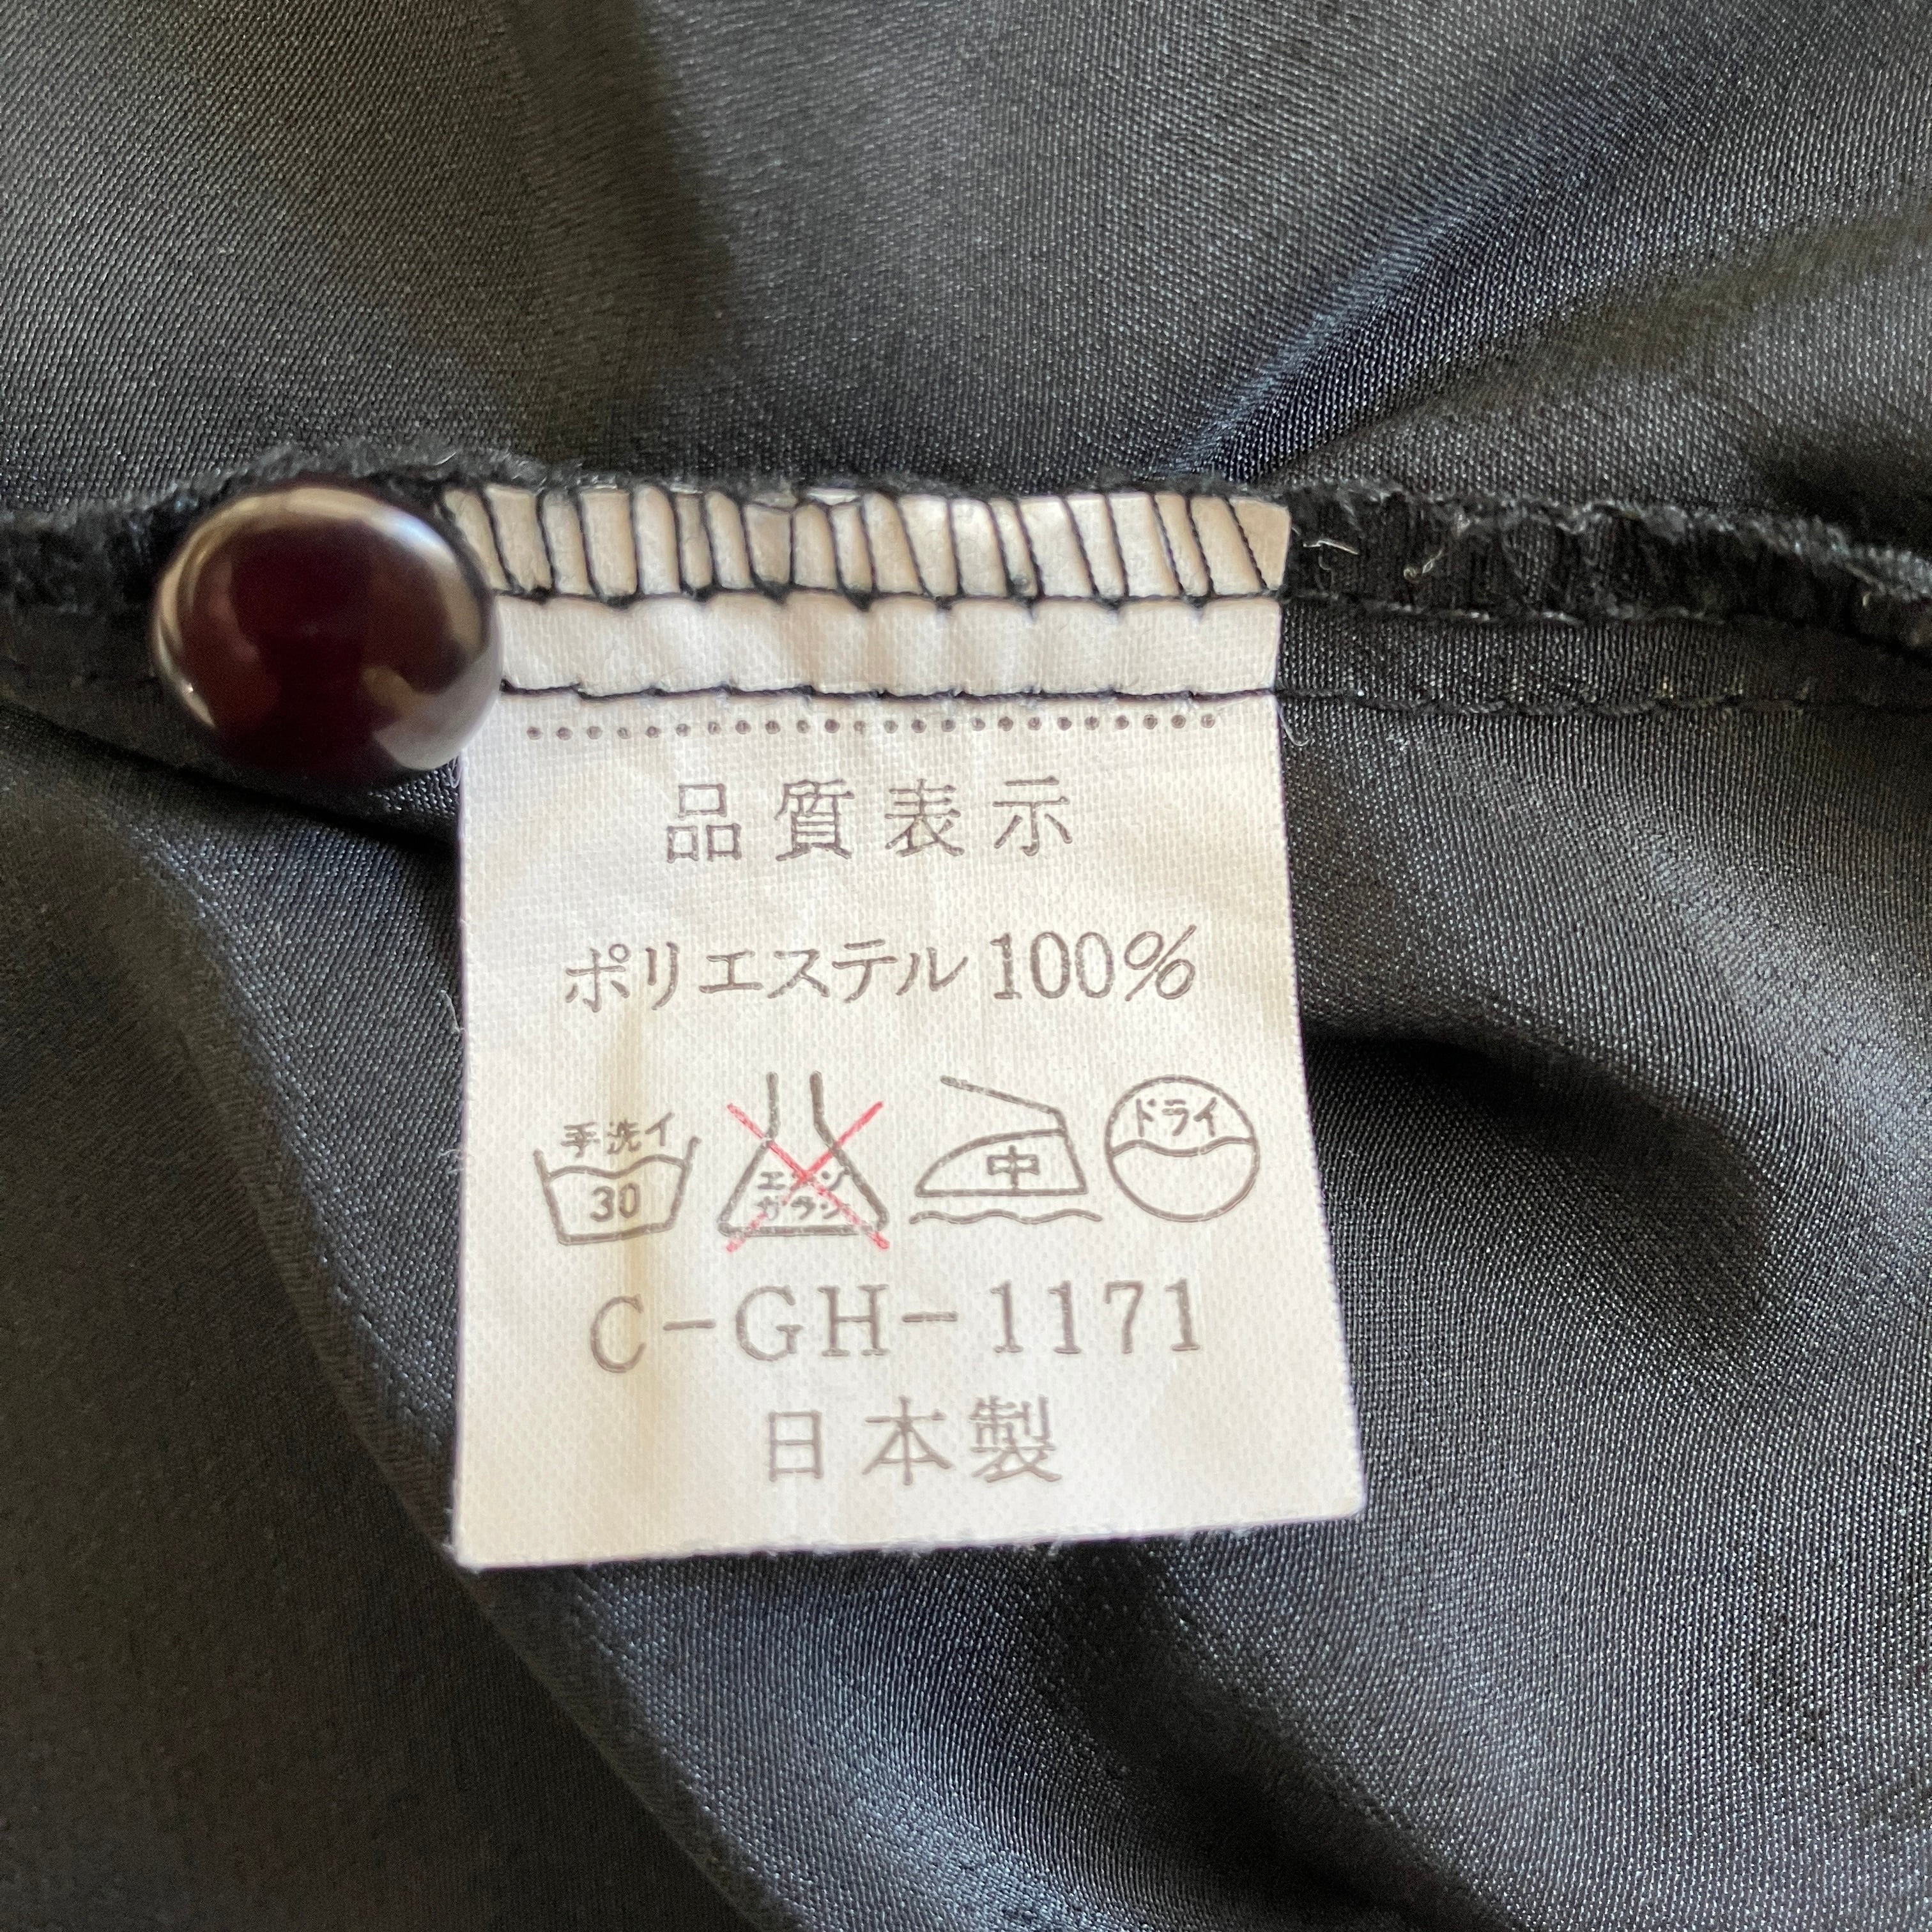 品質表示
ポリエステル100%
手洗イ 30 エンソ ガラシ 中 ドライ
C-GH-1171
日本製